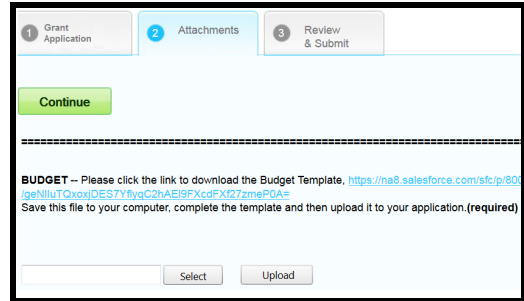 1 Grant Application
2 Attachments
3 Review & Submit
Continue
================================================================================
BUDGET -- Please click the link to download the Budget Template, https://na8.salesforce.com/sfc/p/800
/geNIIuTQxoxjDES7YflyqC2hAEI9FXcdFXf27zmeP0A=
Save this file to your computer, complete the template and then upload it to your application.(required)
Select Upload